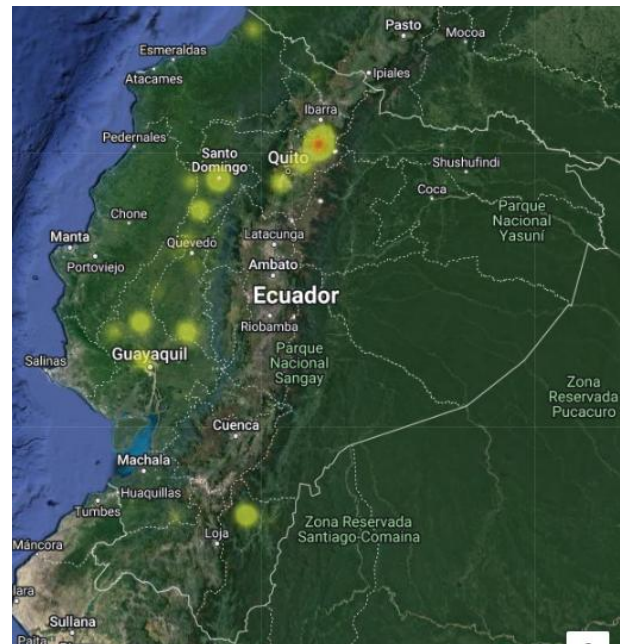 Pasto
Mocoa
Esmeraldas
Atacames
Ipiales
Ibarra
Pedernales
Santo
Domingo
Quito
Shushufindi
Coca
Parque
Nacional
Yasuní
Chone
Manta
Quevedo
Latacunga
Portoviejo
Ambato
Ecuador
Riobamba
Parque
Nacional
Sangay
Guayaquil
Salinas
Zona
Reservada
Pucacuro
Cuenca
Machala
Huaquillas
Tumbes
Zona Reservada
Santiago-Comaina
Loja
Máncora
lara
Sullana
Paita